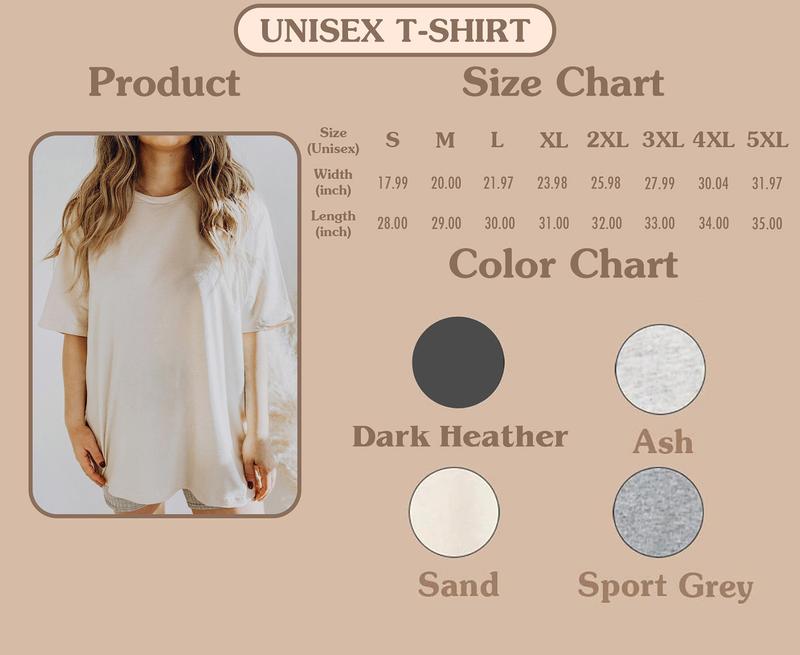 UNISEX T-SHIRT
Product
Size Chart
Size (Unisex) S M L XL 2XL 3XL 4XL 5XL
Width (inch) 17.99 20.00 21.97 23.98 25.98 27.99 30.04 31.97
Length (inch) 28.00 29.00 30.00 31.00 32.00 33.00 34.00 35.00
Color Chart
Dark Heather
Ash
Sand
Sport Grey